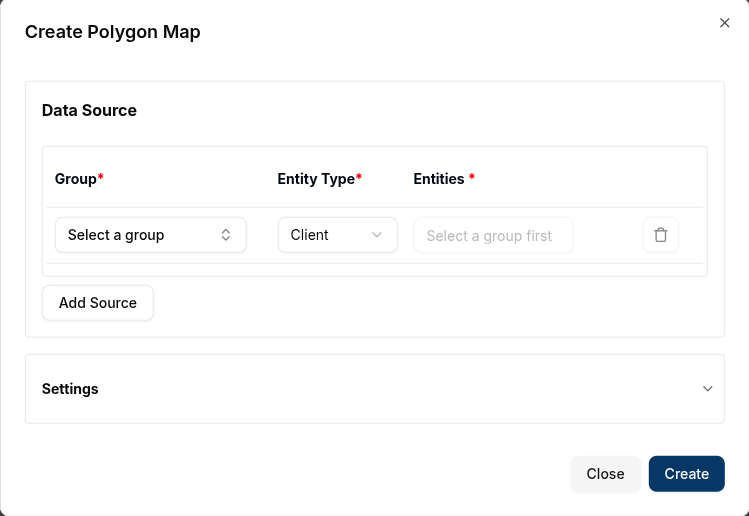 Create Polygon Map
Data Source
Group* Entity Type* Entities *
Select a group Client Select a group first
Add Source
Settings
Close Create